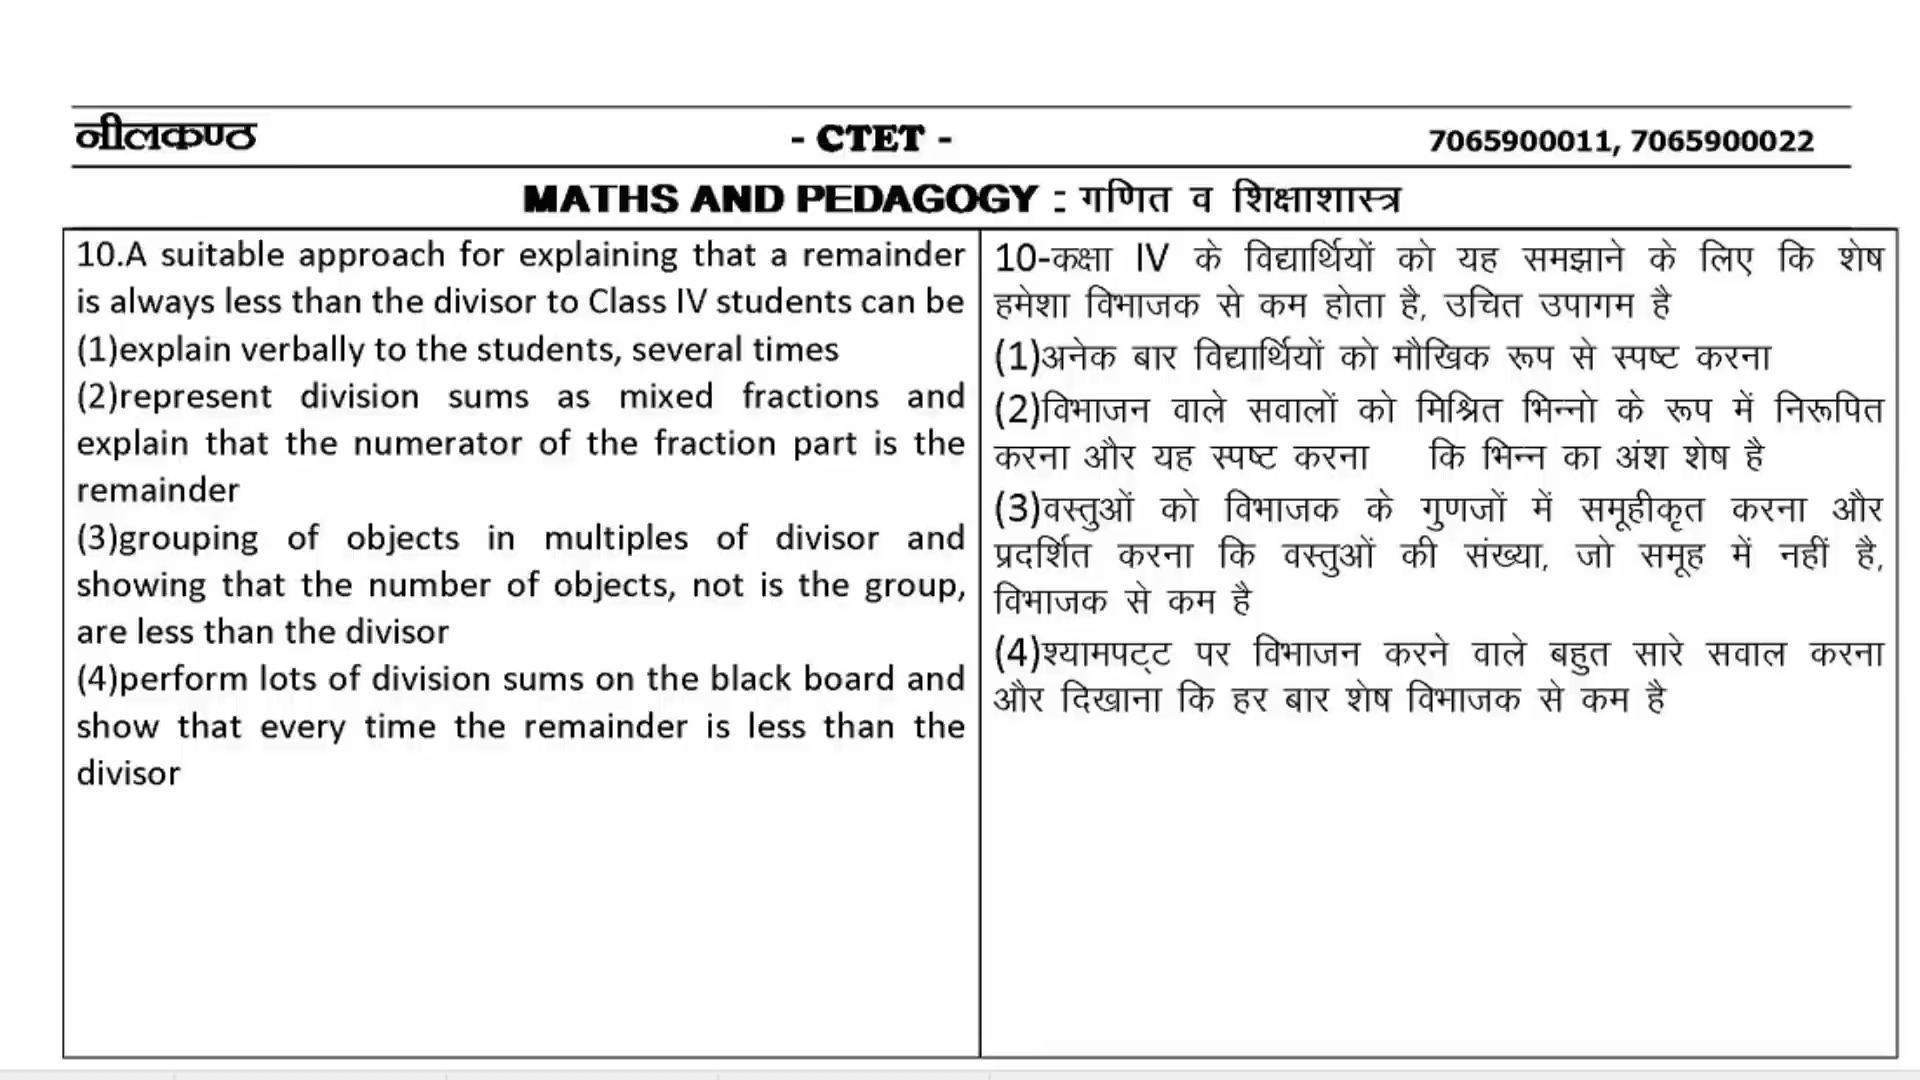 नीलकण्ठ
- CTET -
7065900011, 7065900022
MATHS AND PEDAGOGY : गणित व शिक्षाशास्त्र
10.A suitable approach for explaining that a remainder
is always less than the divisor to Class IV students can be
(1)explain verbally to the students, several times
(2)represent division sums as mixed fractions and
explain that the numerator of the fraction part is the
remainder
(3)grouping of objects in multiples of divisor and
showing that the number of objects, not is the group,
are less than the divisor
(4)perform lots of division sums on the black board and
show that every time the remainder is less than the
divisor
10-कक्षा IV के विद्यार्थियों को यह समझाने के लिए कि शेष
हमेशा विभाजक से कम होता है, उचित उपागम है
(1)अनेक बार विद्यार्थियों को मौखिक रूप से स्पष्ट करना
(2)विभाजन वाले सवालों को मिश्रित भिन्नो के रूप में निरूपित
करना और यह स्पष्ट करना कि भिन्न का अंश शेष है
(3)वस्तुओं को विभाजक के गुणजों में समूहीकृत करना और
प्रदर्शित करना कि वस्तुओं की संख्या, जो समूह में नहीं है,
विभाजक से कम है
(4)श्यामपट्ट पर विभाजन करने वाले बहुत सारे सवाल करना
और दिखाना कि हर बार शेष विभाजक से कम है